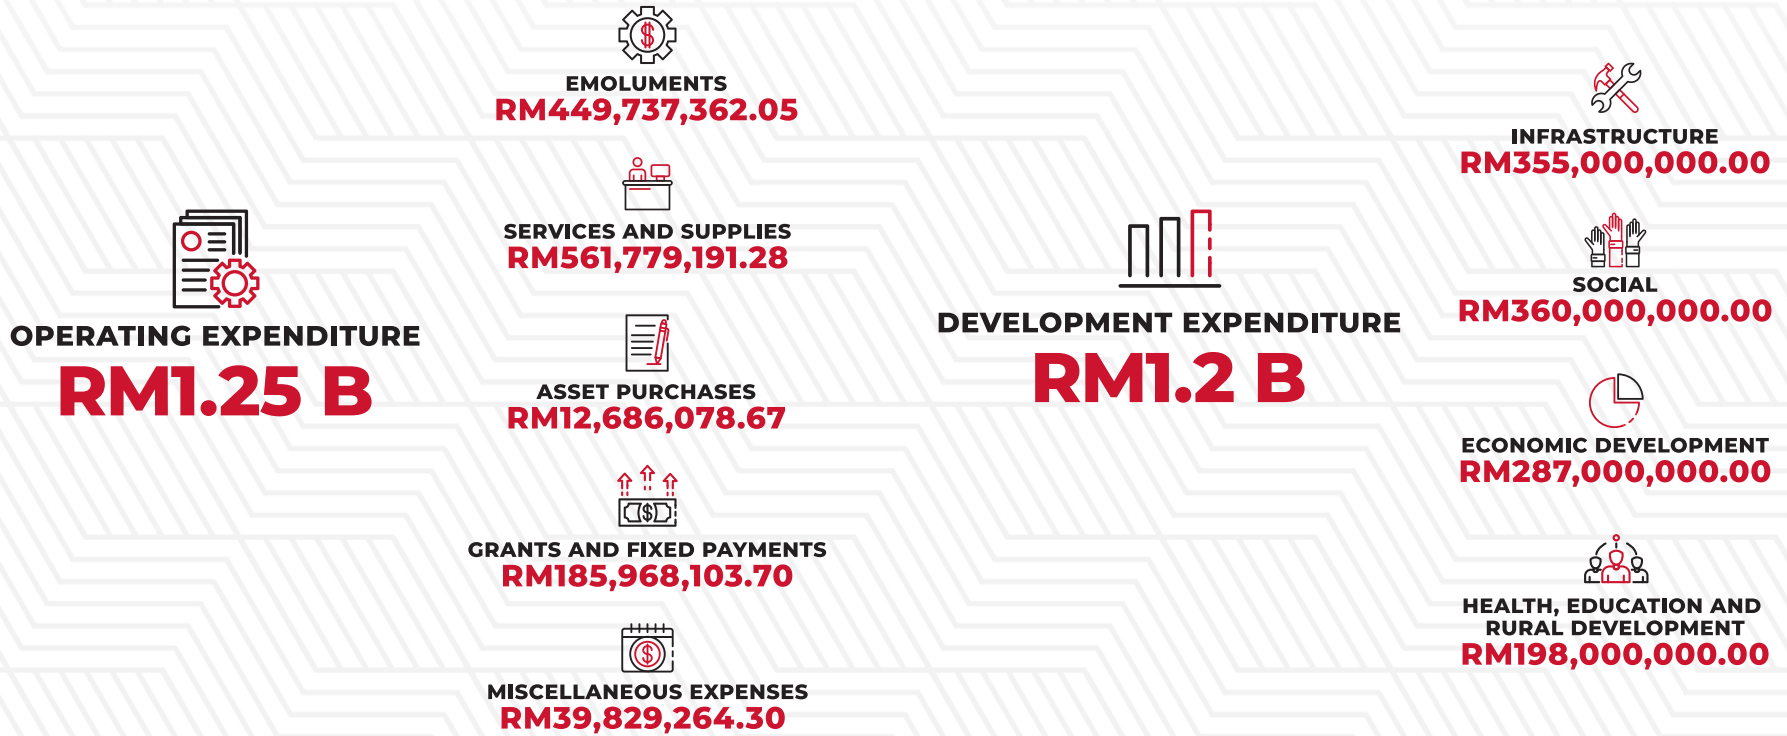 OPERATING EXPENDITURE
RM1.25 B
EMOLUMENTS
RM449,737,362.05
SERVICES AND SUPPLIES
RM561,779,191.28
ASSET PURCHASES
RM12,686,078.67
GRANTS AND FIXED PAYMENTS
RM185,968,103.70
MISCELLANEOUS EXPENSES
RM39,829,264.30
DEVELOPMENT EXPENDITURE
RM1.2 B
INFRASTRUCTURE
RM355,000,000.00
SOCIAL
RM360,000,000.00
ECONOMIC DEVELOPMENT
RM287,000,000.00
HEALTH, EDUCATION AND
RURAL DEVELOPMENT
RM198,000,000.00